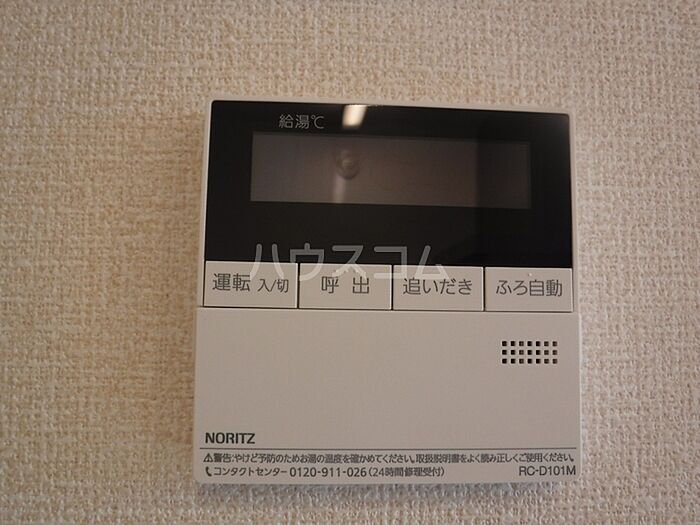 給湯℃
ハウスコム
運転 入/切 呼出 追いだき ふろ自動
NORITZ
⚠警告:やけど予防のためお湯の温度を確かめてください。取扱説明書をよく読み正しくご使用ください。
コンタクトセンター 0120-911-026(24時間修理受付) RC-D101M